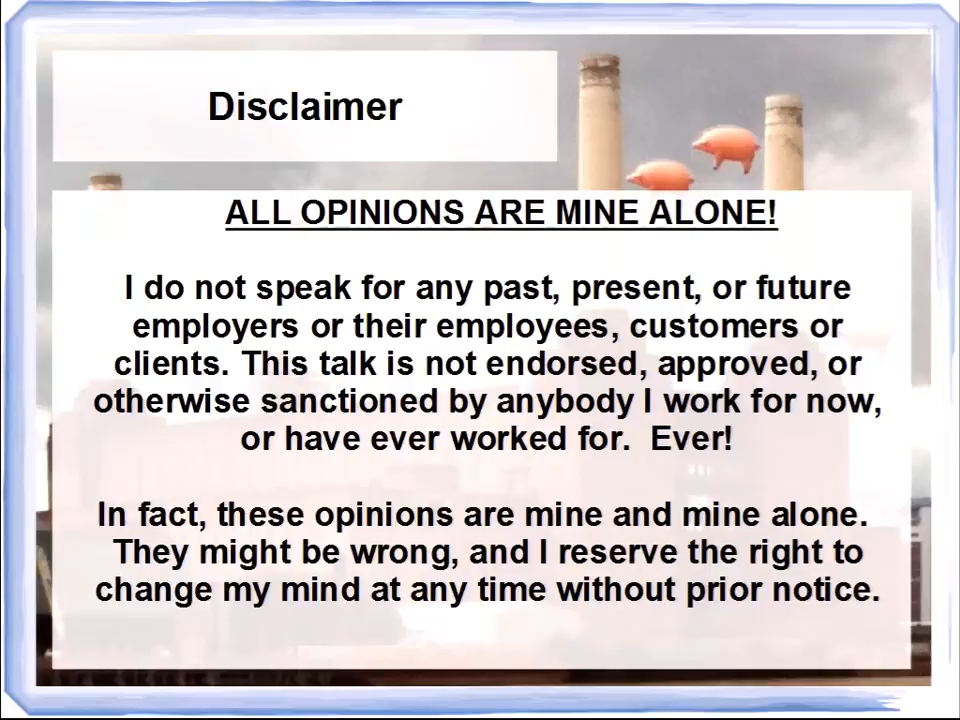 Disclaimer
ALL OPINIONS ARE MINE ALONE!
I do not speak for any past, present, or future
employers or their employees, customers or
clients. This talk is not endorsed, approved, or
otherwise sanctioned by anybody I work for now,
or have ever worked for.  Ever!
In fact, these opinions are mine and mine alone.
They might be wrong, and I reserve the right to
change my mind at any time without prior notice.